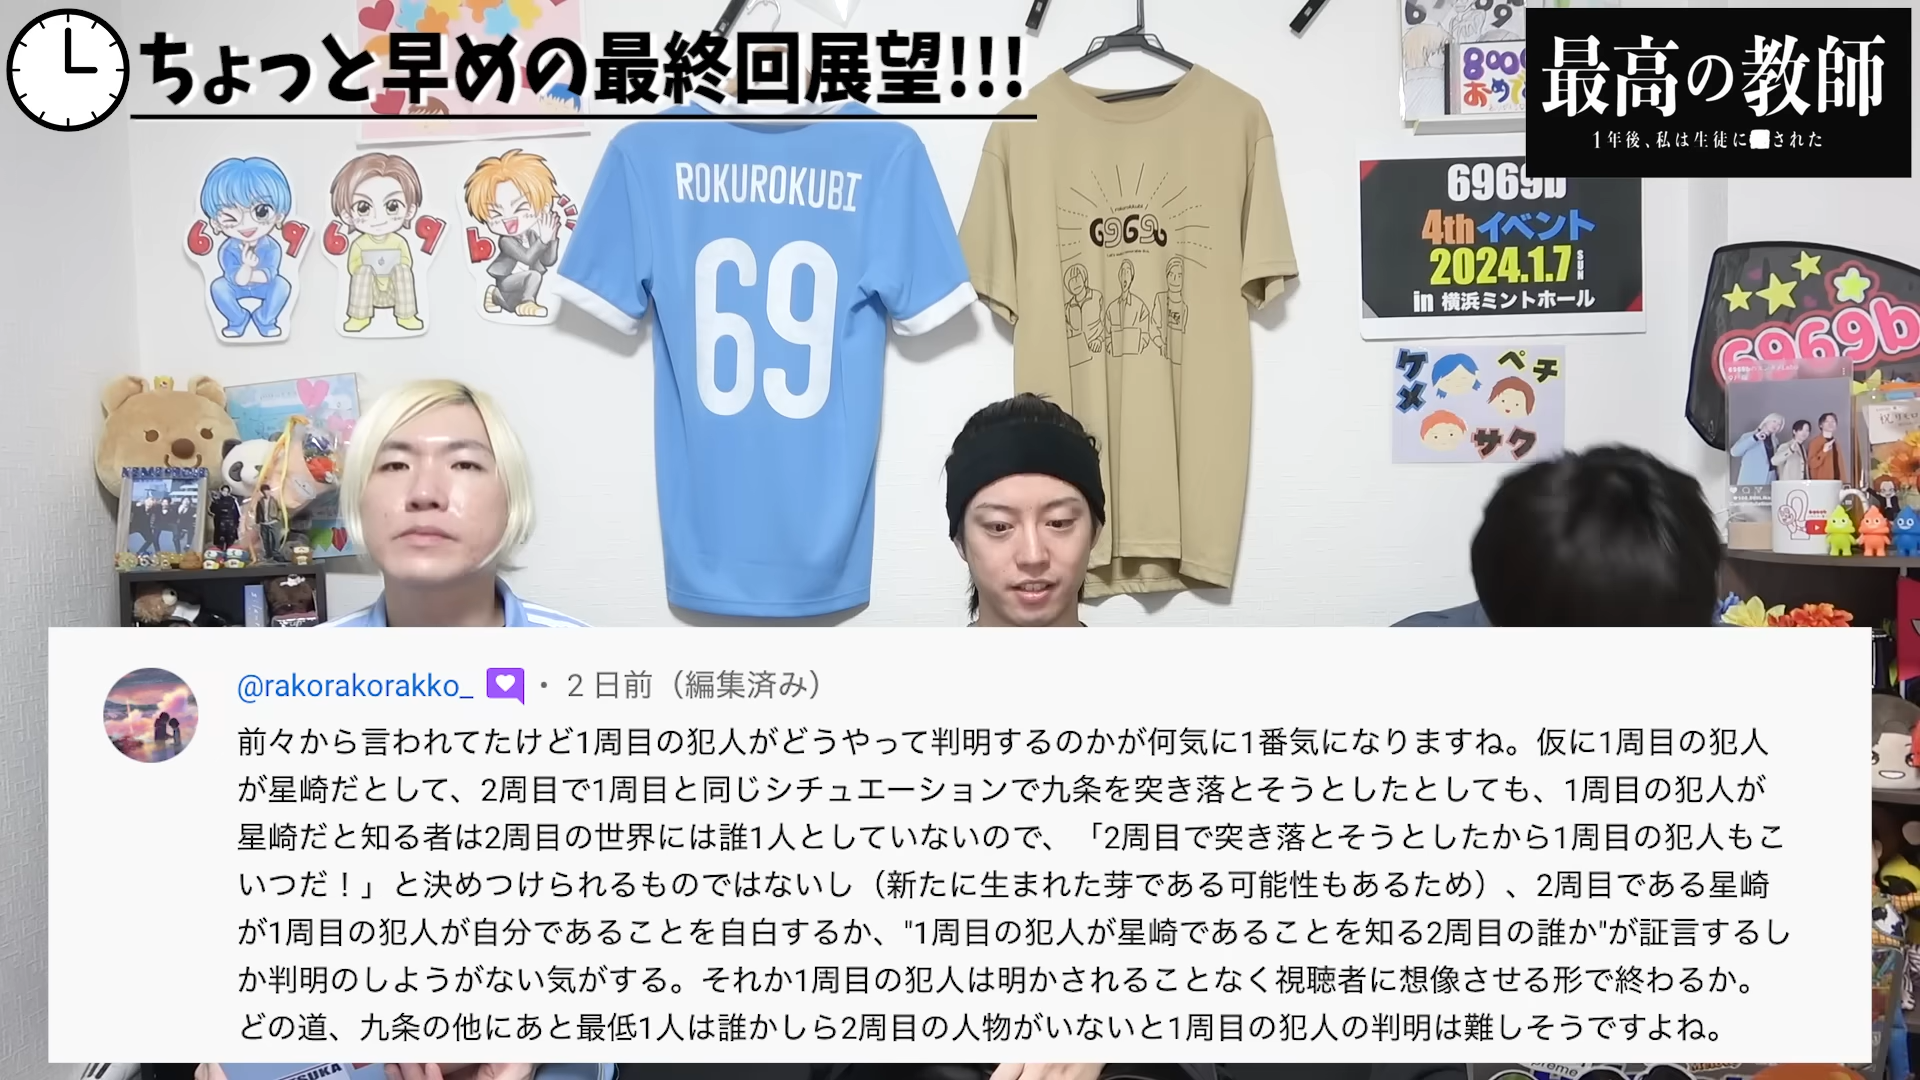 ちょっと早めの最終回展望!!!
最高の教師
1年後、私は生徒に■された
ROKUROKUBI
69
6969b
6969b
4thイベント
2024.1.7
SUN
in 横浜ミントホール
6969b
ケメ
ペチ
サク
69
69
b
@rakorakorakko_ ・ 2 日前（編集済み）
前々から言われてたけど1周目の犯人がどうやって判明するのかが何気に1番気になりますね。仮に1周目の犯人
が星崎だとして、2周目で1周目と同じシチュエーションで九条を突き落とそうとしたとしても、1周目の犯人が
星崎だと知る者は2周目の世界には誰1人としていないので、「2周目で突き落とそうとしたから1周目の犯人もこ
いつだ！」と決めつけられるものではないし（新たに生まれた芽である可能性もあるため）、2周目である星崎
が1周目の犯人が自分であることを自白するか、"1周目の犯人が星崎であることを知る2周目の誰か"が証言するし
か判明のしようがない気がする。それか1周目の犯人は明かされることなく視聴者に想像させる形で終わるか。
どの道、九条の他にあと最低1人は誰かしら2周目の人物がいないと1周目の犯人の判明は難しそうですよね。